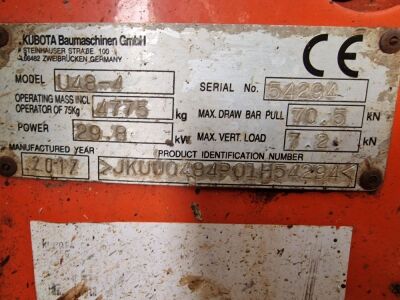 KUBOTA Baumaschinen GmbH
STEINHAUSER STRAßE 100
66482 ZWEIBRÜCKEN, GERMANY
CE
MODEL U48-4 SERIAL No. 54294
OPERATING MASS INCL OPERATOR OF 75Kg 4775 kg MAX. DRAW BAR PULL 70.5 kN
POWER 29.8 kW MAX. VERT. LOAD 7.2 kN
MANUFACTURED YEAR PRODUCT IDENTIFICATION NUMBER
2017 >JKUU0484P01H54294<